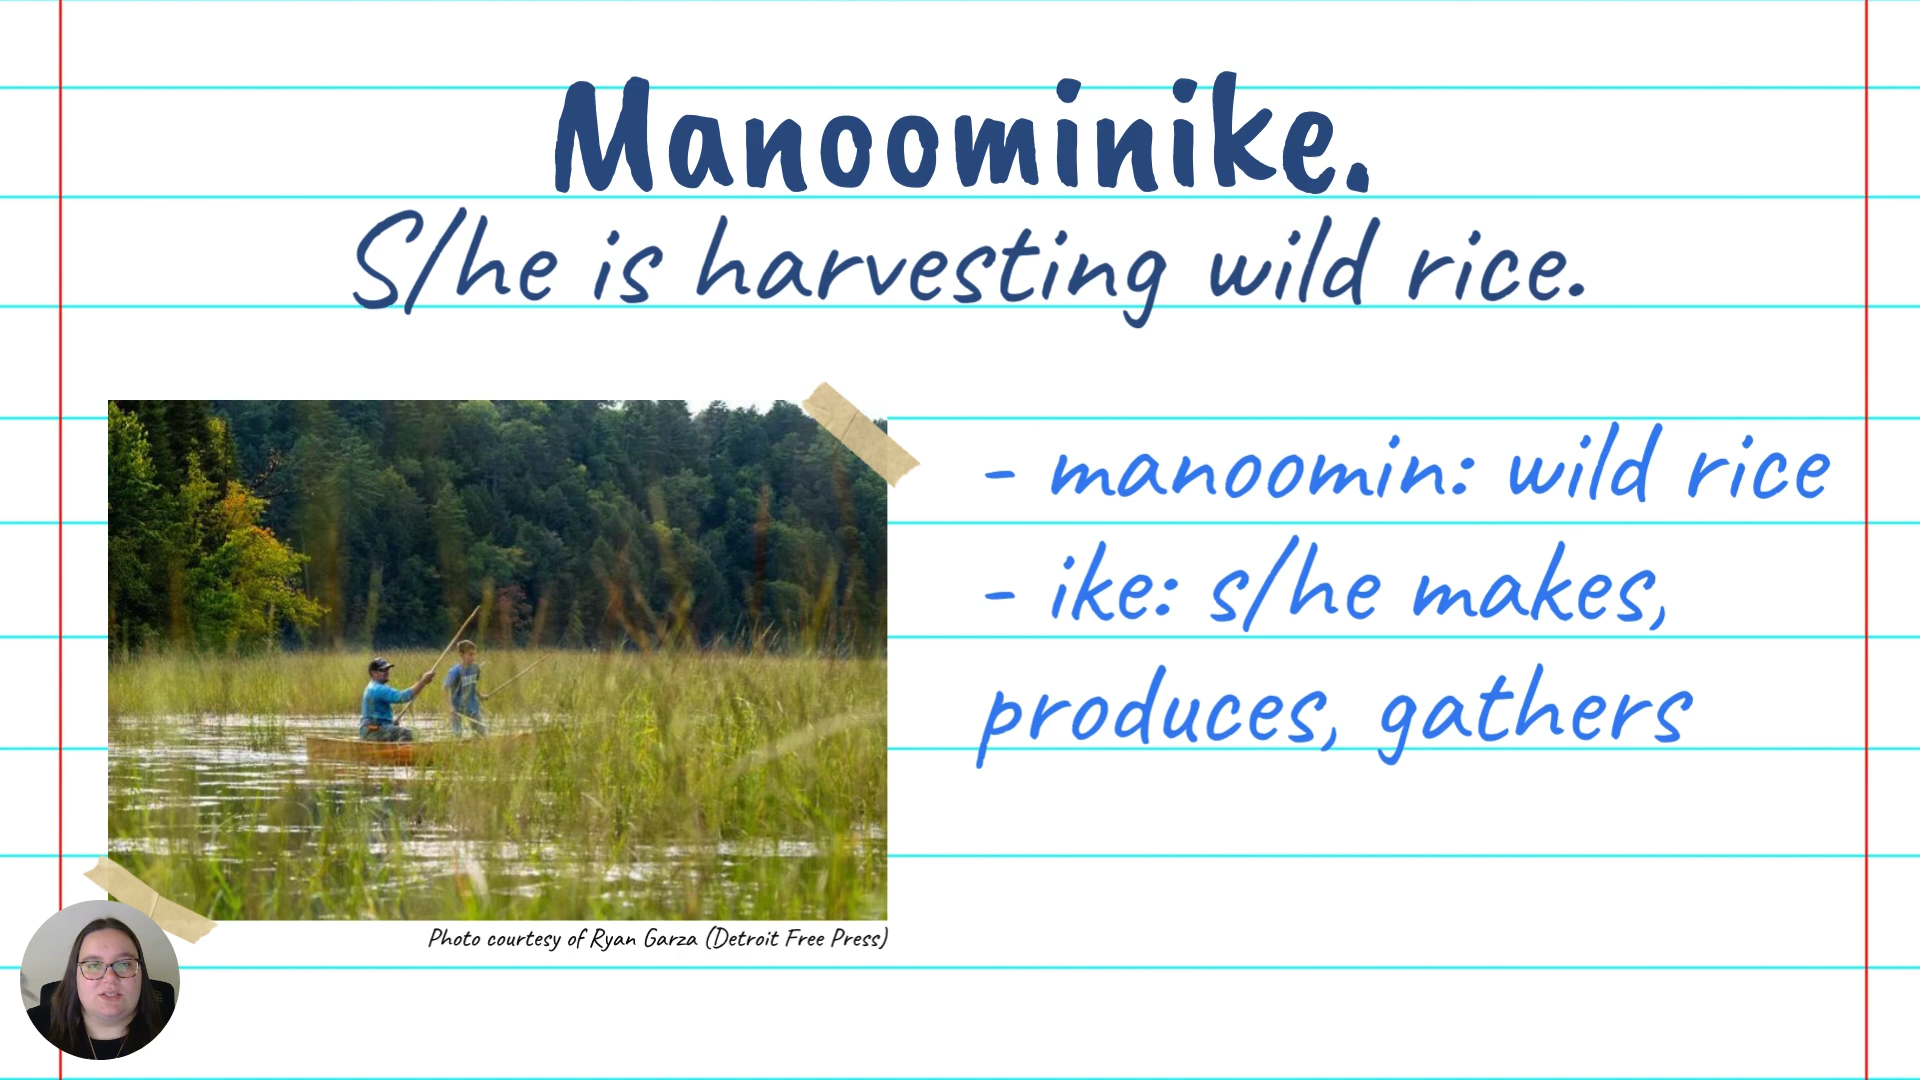 Manoominike.
S/he is harvesting wild rice.
- manoomin: wild rice
- ike: s/he makes,
produces, gathers
Photo courtesy of Ryan Garza (Detroit Free Press)